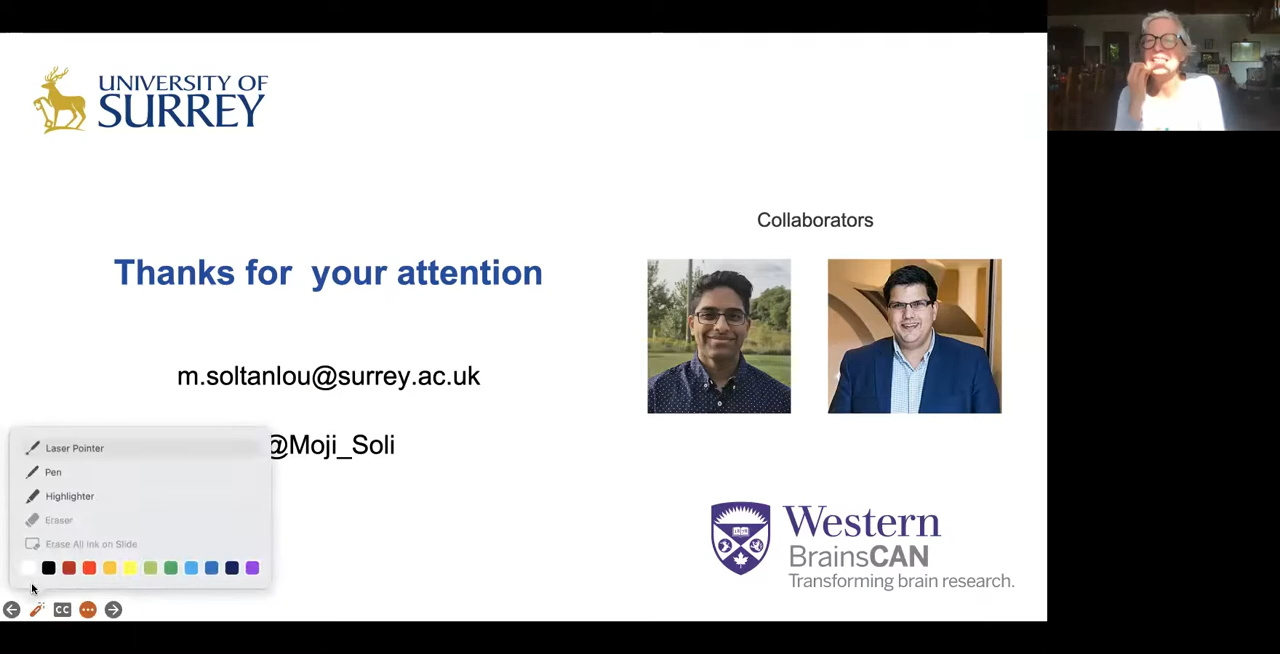 UNIVERSITY OF
SURREY
Collaborators
Thanks for  your attention
m.soltanlou@surrey.ac.uk
@Moji_Soli
Laser Pointer
Pen
Highlighter
Eraser
Erase All Ink on Slide
CC
Western
BrainsCAN
Transforming brain research.